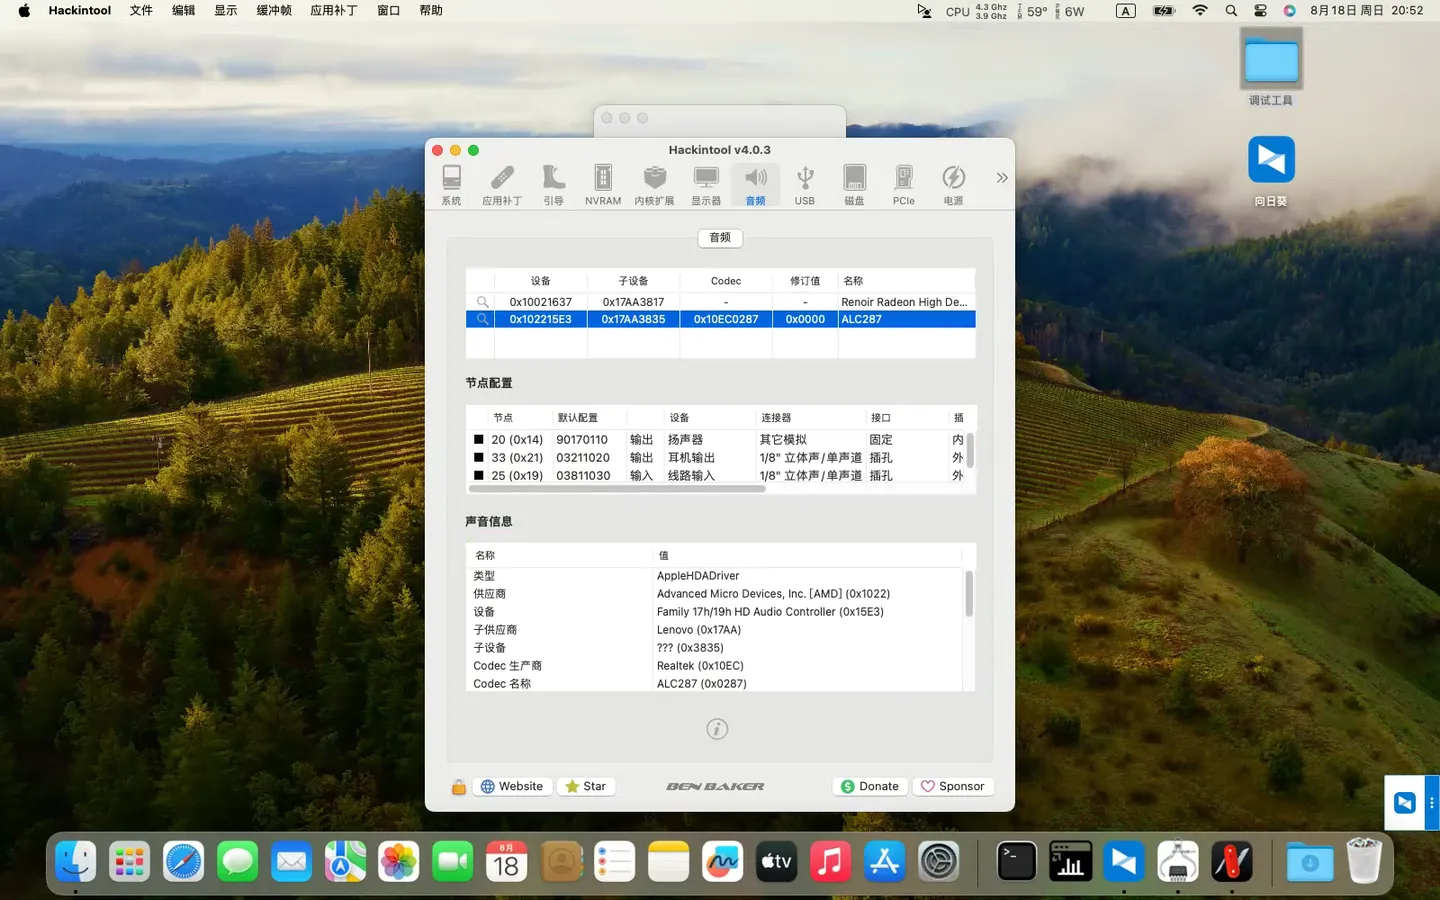 Hackintool 文件 编辑 显示 缓冲帧 应用补丁 窗口 帮助 CPU 4.3 Ghz 3.9 Ghz 59° 6W A 8月18日 周日 20:52
调试工具
向日葵
Hackintool v4.0.3
系统 应用补丁 引导 NVRAM 内核扩展 显示器 音频 USB 磁盘 PCIe 电源
音频
设备 子设备 Codec 修订值 名称
0x10021637 0x17AA3817 - - Renoir Radeon High De...
0x102215E3 0x17AA3835 0x10EC0287 0x0000 ALC287
节点配置
节点 默认配置 设备 连接器 接口 插
20 (0x14) 90170110 输出 扬声器 其它模拟 固定 内
33 (0x21) 03211020 输出 耳机输出 1/8" 立体声/单声道 插孔 外
25 (0x19) 03811030 输入 线路输入 1/8" 立体声/单声道 插孔 外
声音信息
名称 值
类型 AppleHDADriver
供应商 Advanced Micro Devices, Inc. [AMD] (0x1022)
设备 Family 17h/19h HD Audio Controller (0x15E3)
子供应商 Lenovo (0x17AA)
子设备 ??? (0x3835)
Codec 生产商 Realtek (0x10EC)
Codec 名称 ALC287 (0x0287)
Website Star BEN BAKER Donate Sponsor
8月
18
tv